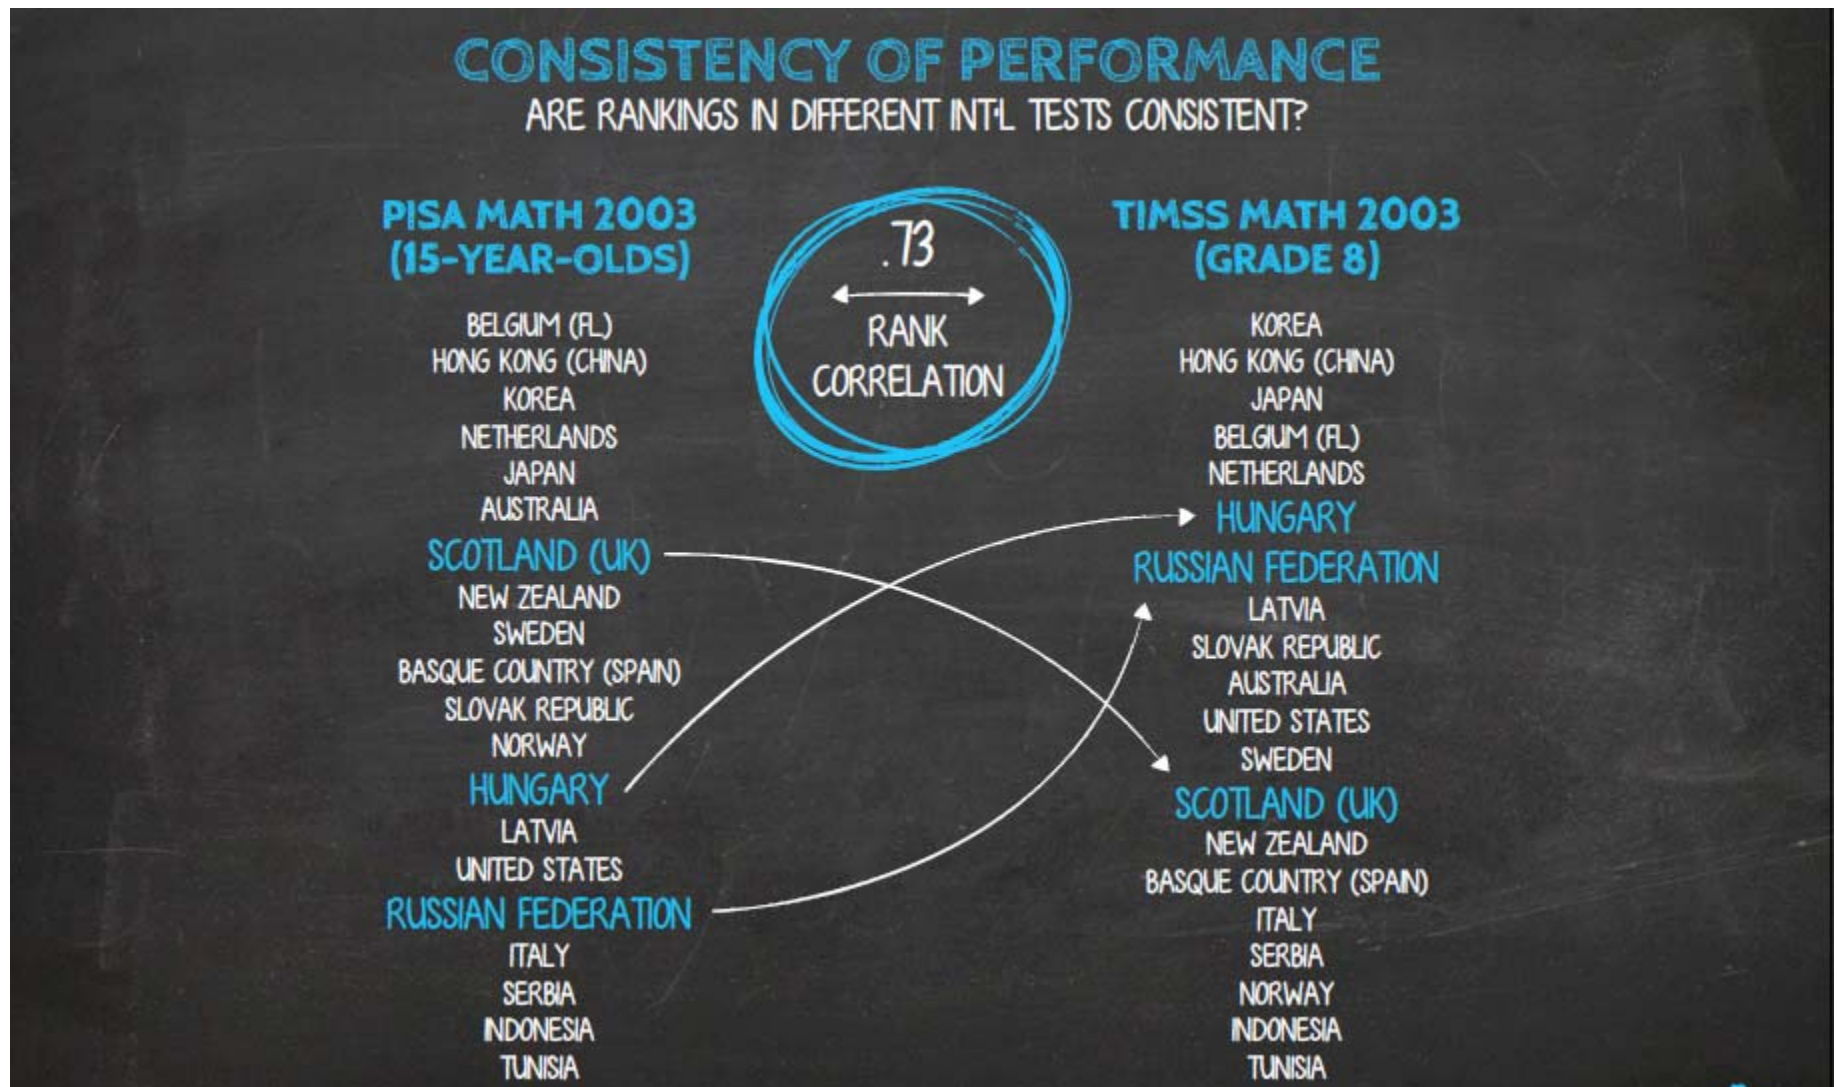 CONSISTENCY OF PERFORMANCE
ARE RANKINGS IN DIFFERENT INT'L TESTS CONSISTENT?
PISA MATH 2003
(15-YEAR-OLDS)
BELGIUM (FL)
HONG KONG (CHINA)
KOREA
NETHERLANDS
JAPAN
AUSTRALIA
SCOTLAND (UK)
NEW ZEALAND
SWEDEN
BASQUE COUNTRY (SPAIN)
SLOVAK REPUBLIC
NORWAY
HUNGARY
LATVIA
UNITED STATES
RUSSIAN FEDERATION
ITALY
SERBIA
INDONESIA
TUNISIA
.73
RANK
CORRELATION
TIMSS MATH 2003
(GRADE 8)
KOREA
HONG KONG (CHINA)
JAPAN
BELGIUM (FL)
NETHERLANDS
HUNGARY
RUSSIAN FEDERATION
LATVIA
SLOVAK REPUBLIC
AUSTRALIA
UNITED STATES
SWEDEN
SCOTLAND (UK)
NEW ZEALAND
BASQUE COUNTRY (SPAIN)
ITALY
SERBIA
NORWAY
INDONESIA
TUNISIA